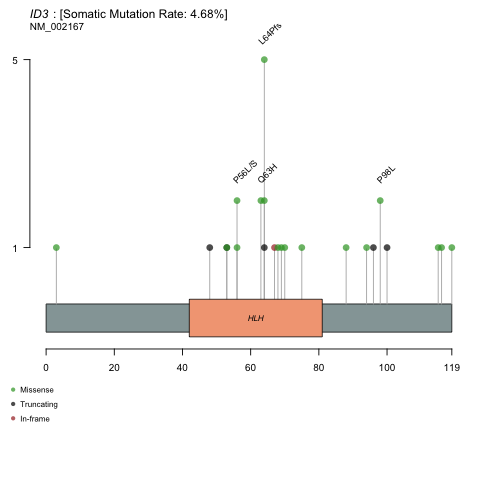 ID3 : [Somatic Mutation Rate: 4.68%]
NM_002167
L64Pfs
5
P56L/S
Q63H
P98L
1
HLH
0 20 40 60 80 100 119
Missense
Truncating
In-frame